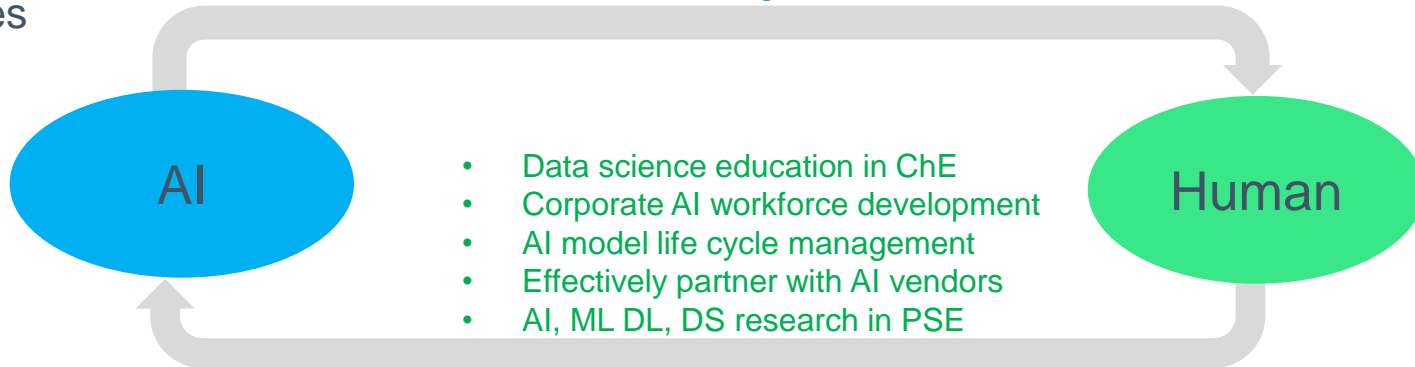 es
AI
• Data science education in ChE
• Corporate AI workforce development
• AI model life cycle management
• Effectively partner with AI vendors
• AI, ML DL, DS research in PSE
Human